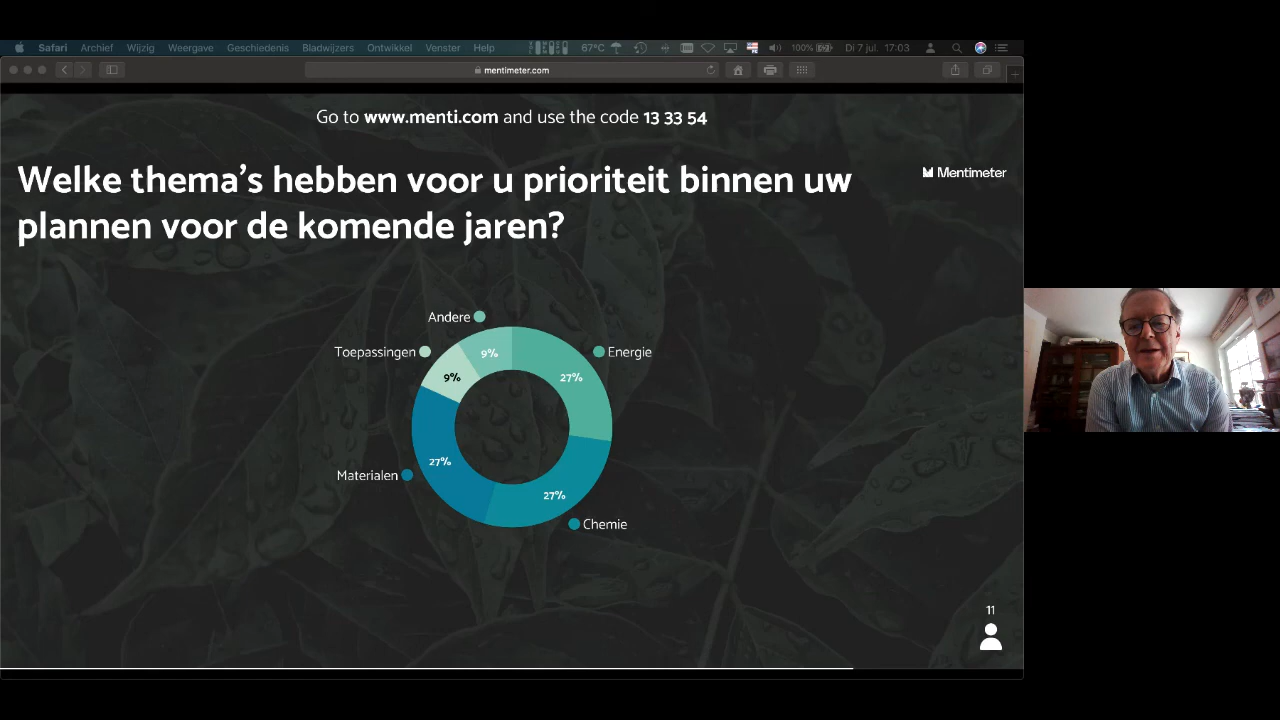 Safari Archief Wijzig Weergave Geschiedenis Bladwijzers Ontwikkel Venster Help 67°C 100% Di 7 jul. 17:03
mentimeter.com
Go to www.menti.com and use the code 13 33 54
Welke thema's hebben voor u prioriteit binnen uw
plannen voor de komende jaren?
Mentimeter
Andere
Toepassingen
9%
9%
Energie
27%
Materialen
27%
27%
Chemie
11